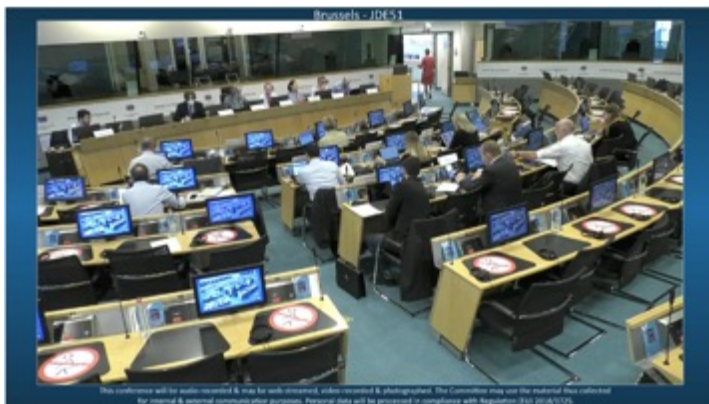 Brussels - JDE51
This conference will be audio recorded & may be web-streamed, video recorded & photographed. The Committee may use the material thus collected
for internal & external communication purposes. Personal data will be processed in compliance with Regulation (EU) 2018/1725.